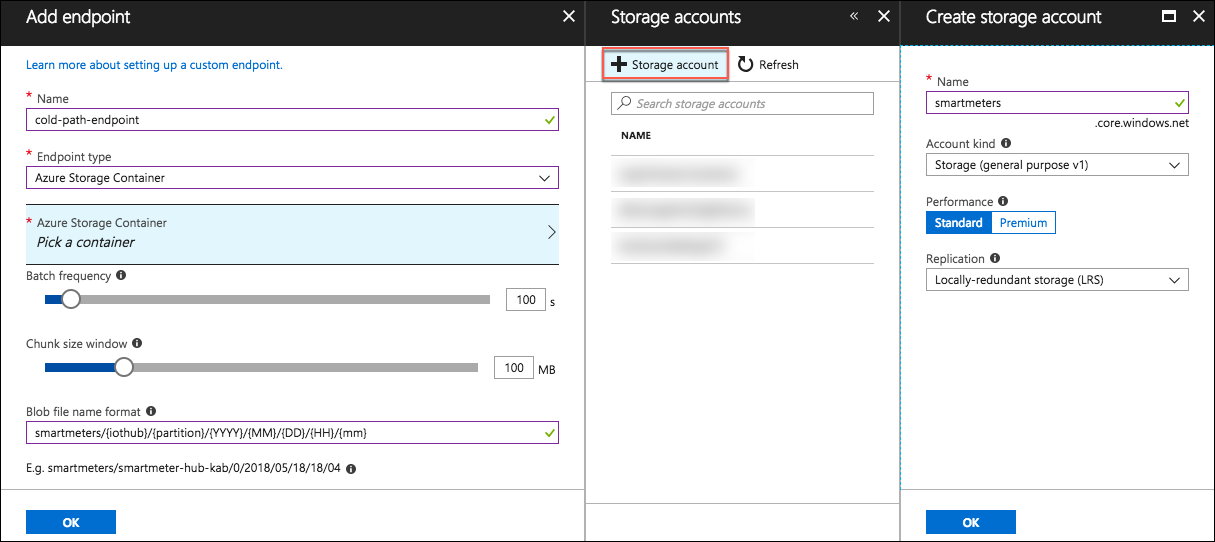 Add endpoint
Learn more about setting up a custom endpoint.
* Name
cold-path-endpoint
* Endpoint type
Azure Storage Container
* Azure Storage Container
Pick a container
Batch frequency
100 s
Chunk size window
100 MB
Blob file name format
smartmeters/{iothub}/{partition}/{YYYY}/{MM}/{DD}/{HH}/{mm}
E.g. smartmeters/smartmeter-hub-kab/0/2018/05/18/18/04
OK
Storage accounts
Storage account Refresh
Search storage accounts
NAME
Create storage account
* Name
smartmeters
.core.windows.net
Account kind
Storage (general purpose v1)
Performance
Standard Premium
Replication
Locally-redundant storage (LRS)
OK